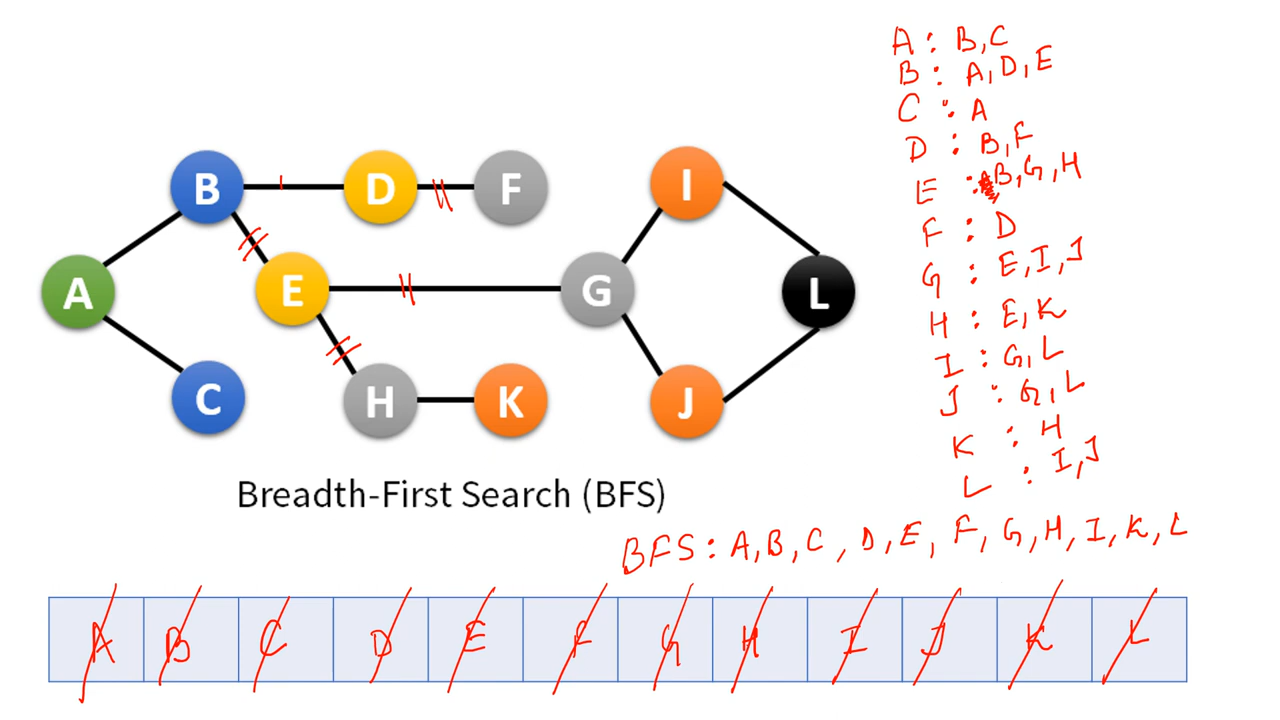 A : B, C
B : A, D, E
C : A
D : B, F
E : B, G, H
F : D
G : E, I, J
H : E, K
I : G, L
J : G, L
K : H
L : I, J
I
B D F
A E G L
C H K J
Breadth-First Search (BFS)
BFS : A, B, C, D, E, F, G, H, I, K, L
A B C D E F G H I J K L